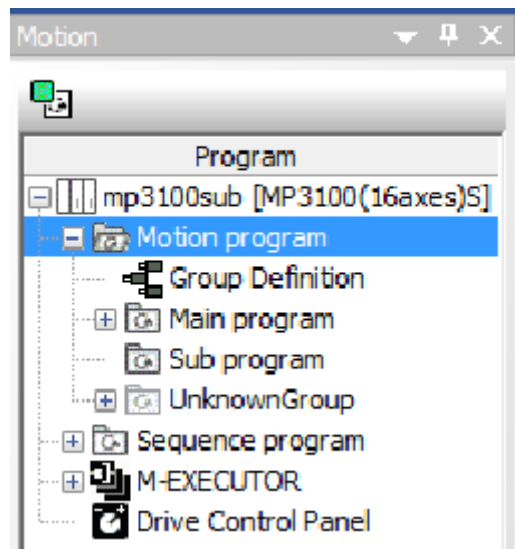 Motion
Program
mp3100sub [MP3100(16axes)S]
Motion program
Group Definition
Main program
Sub program
UnknownGroup
Sequence program
M-EXECUTOR
Drive Control Panel